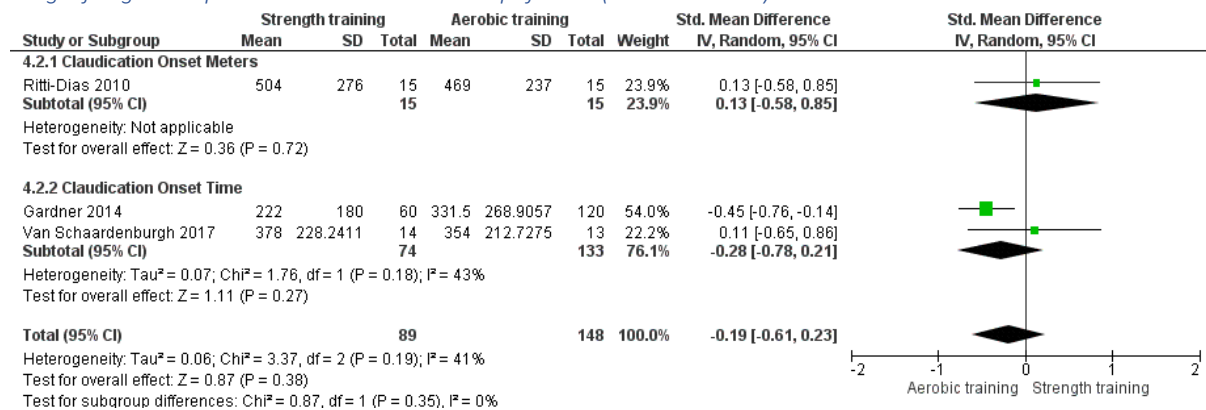 Strength training Aerobic training Std. Mean Difference Std. Mean Difference
Study or Subgroup Mean SD Total Mean SD Total Weight IV, Random, 95% CI IV, Random, 95% CI
4.2.1 Claudication Onset Meters
Ritti-Dias 2010 504 276 15 469 237 15 23.9% 0.13 [-0.58, 0.85]
Subtotal (95% CI) 15 15 23.9% 0.13 [-0.58, 0.85]
Heterogeneity: Not applicable
Test for overall effect: Z = 0.36 (P = 0.72)
4.2.2 Claudication Onset Time
Gardner 2014 222 180 60 331.5 268.9057 120 54.0% -0.45 [-0.76, -0.14]
Van Schaardenburgh 2017 378 228.2411 14 354 212.7275 13 22.2% 0.11 [-0.65, 0.86]
Subtotal (95% CI) 74 133 76.1% -0.28 [-0.78, 0.21]
Heterogeneity: Tau² = 0.07; Chi² = 1.76, df = 1 (P = 0.18); I² = 43%
Test for overall effect: Z = 1.11 (P = 0.27)
Total (95% CI) 89 148 100.0% -0.19 [-0.61, 0.23]
Heterogeneity: Tau² = 0.06; Chi² = 3.37, df = 2 (P = 0.19); I² = 41%
Test for overall effect: Z = 0.87 (P = 0.38)
Test for subgroup differences: Chi² = 0.87, df = 1 (P = 0.35), I² = 0%
-2 -1 0 1 2
Aerobic training Strength training